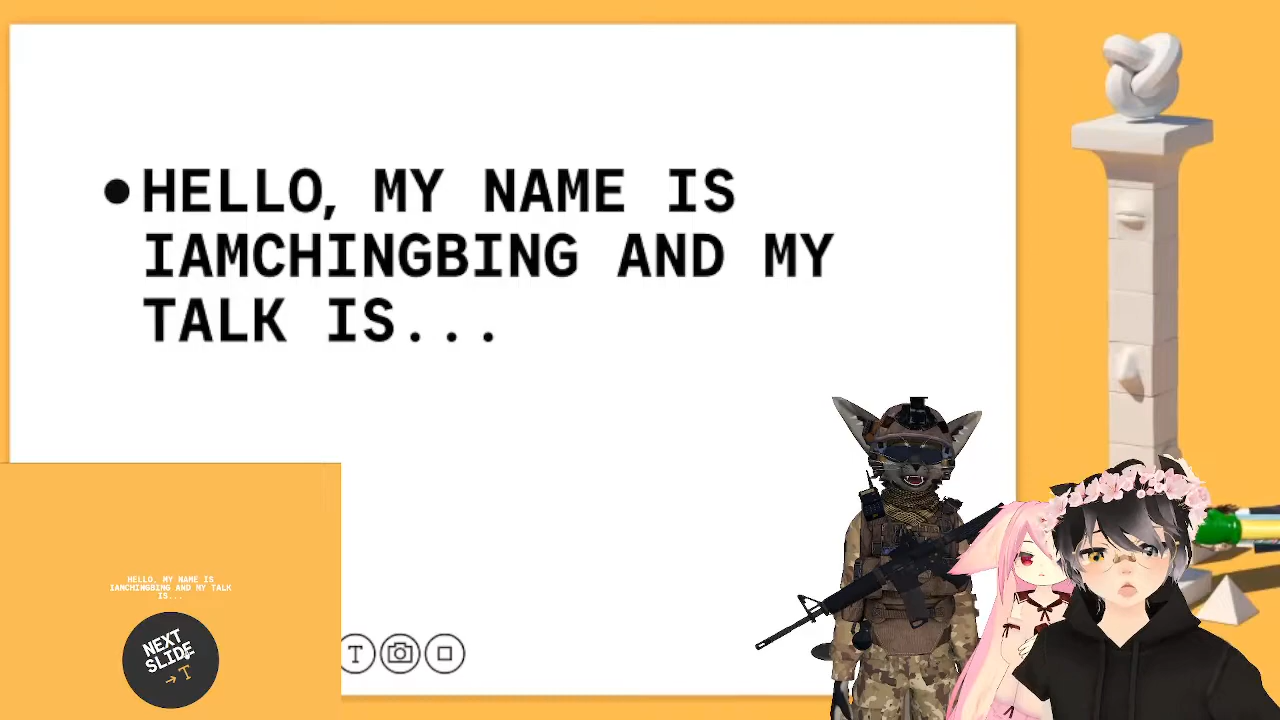 HELLO, MY NAME IS
IAMCHINGBING AND MY
TALK IS...
HELLO, MY NAME IS
IAMCHINGBING AND MY TALK
IS...
NEXT
SLIDE
→ T
T